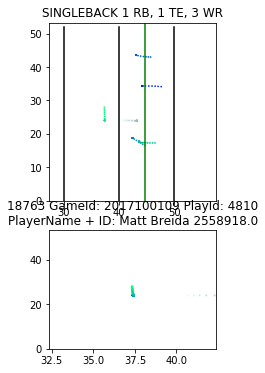 SINGLEBACK 1 RB, 1 TE, 3 WR
50
40
30
20
10
0
30 40 50
18763 GameId: 2017100109 PlayId: 4810
PlayerName + ID: Matt Breida 2558918.0
40
20
0
32.5 35.0 37.5 40.0